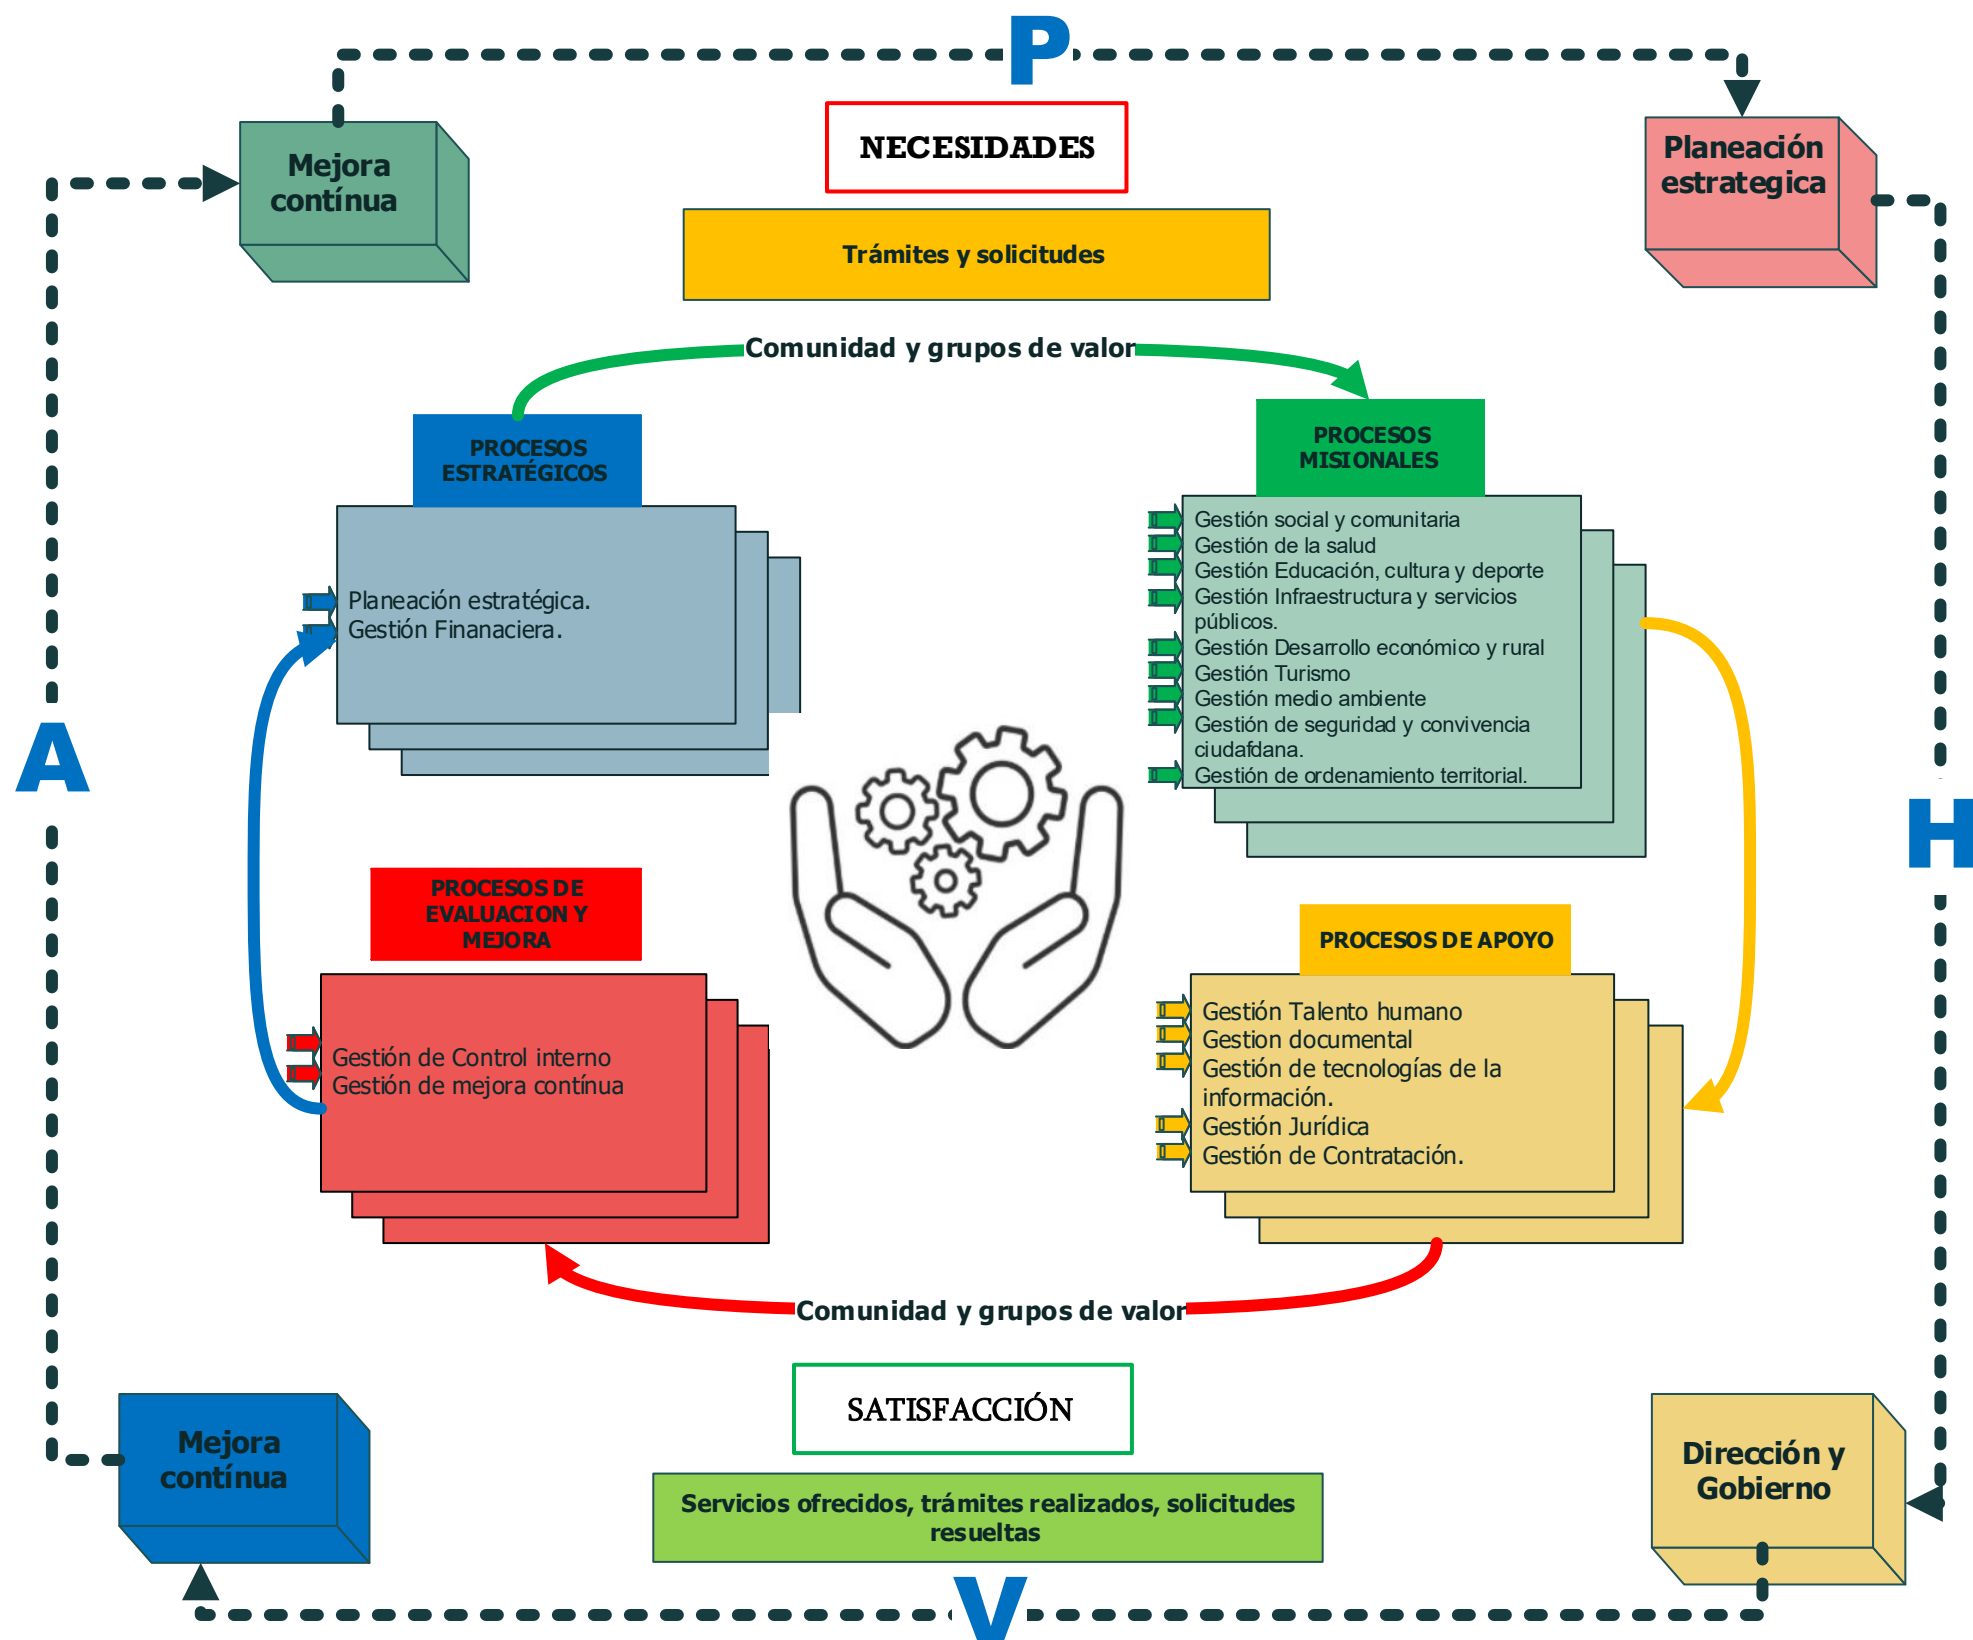 P
NECESIDADES
Mejora
contínua
Planeación
estrategica
Trámites y solicitudes
Comunidad y grupos de valor
PROCESOS
ESTRATÉGICOS
Planeación estratégica.
Gestión Finanaciera.
PROCESOS
MISIONALES
Gestión social y comunitaria
Gestión de la salud
Gestión Educación, cultura y deporte
Gestión Infraestructura y servicios
públicos.
Gestión Desarrollo económico y rural
Gestión Turismo
Gestión medio ambiente
Gestión de seguridad y convivencia
ciudafdana.
Gestión de ordenamiento territorial.
A
H
PROCESOS DE
EVALUACION Y
MEJORA
Gestión de Control interno
Gestión de mejora contínua
PROCESOS DE APOYO
Gestión Talento humano
Gestion documental
Gestión de tecnologías de la
información.
Gestión Jurídica
Gestión de Contratación.
Comunidad y grupos de valor
SATISFACCIÓN
Mejora
contínua
Dirección y
Gobierno
Servicios ofrecidos, trámites realizados, solicitudes
resueltas
V